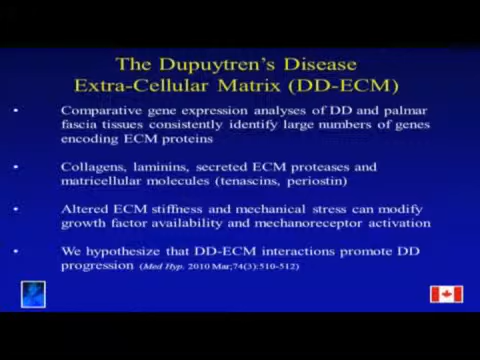 The Dupuytren's Disease
Extra-Cellular Matrix (DD-ECM)
• Comparative gene expression analyses of DD and palmar
fascia tissues consistently identify large numbers of genes
encoding ECM proteins
• Collagens, laminins, secreted ECM proteases and
matricellular molecules (tenascins, periostin)
• Altered ECM stiffness and mechanical stress can modify
growth factor availability and mechanoreceptor activation
• We hypothesize that DD-ECM interactions promote DD
progression (Med Hyp. 2010 Mar;74(3):510-512)